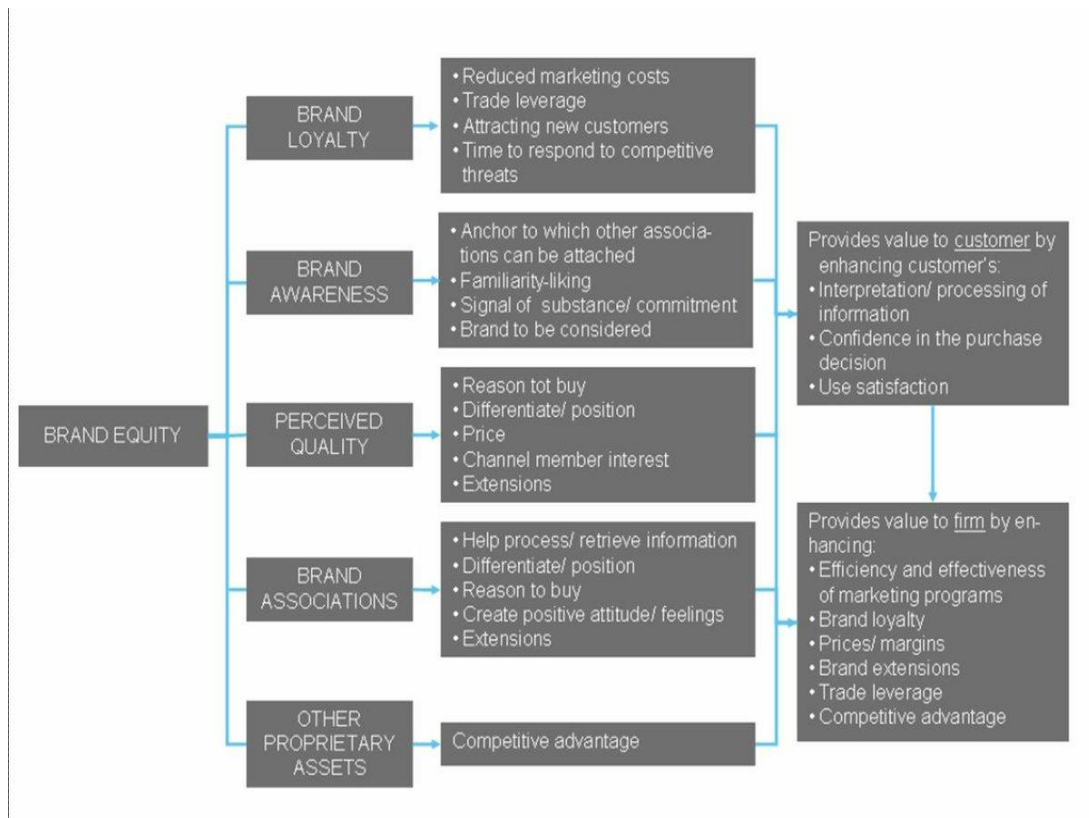 BRAND EQUITY
BRAND
LOYALTY
• Reduced marketing costs
• Trade leverage
• Attracting new customers
• Time to respond to competitive
threats
BRAND
AWARENESS
• Anchor to which other associa-
tions can be attached
• Familiarity-liking
• Signal of substance/ commitment
• Brand to be considered
PERCEIVED
QUALITY
• Reason tot buy
• Differentiate/ position
• Price
• Channel member interest
• Extensions
BRAND
ASSOCIATIONS
• Help process/ retrieve information
• Differentiate/ position
• Reason to buy
• Create positive attitude/ feelings
• Extensions
OTHER
PROPRIETARY
ASSETS
Competitive advantage
Provides value to customer by
enhancing customer's:
• Interpretation/ processing of
information
• Confidence in the purchase
decision
• Use satisfaction
Provides value to firm by en-
hancing:
• Efficiency and effectiveness
of marketing programs
• Brand loyalty
• Prices/ margins
• Brand extensions
• Trade leverage
• Competitive advantage